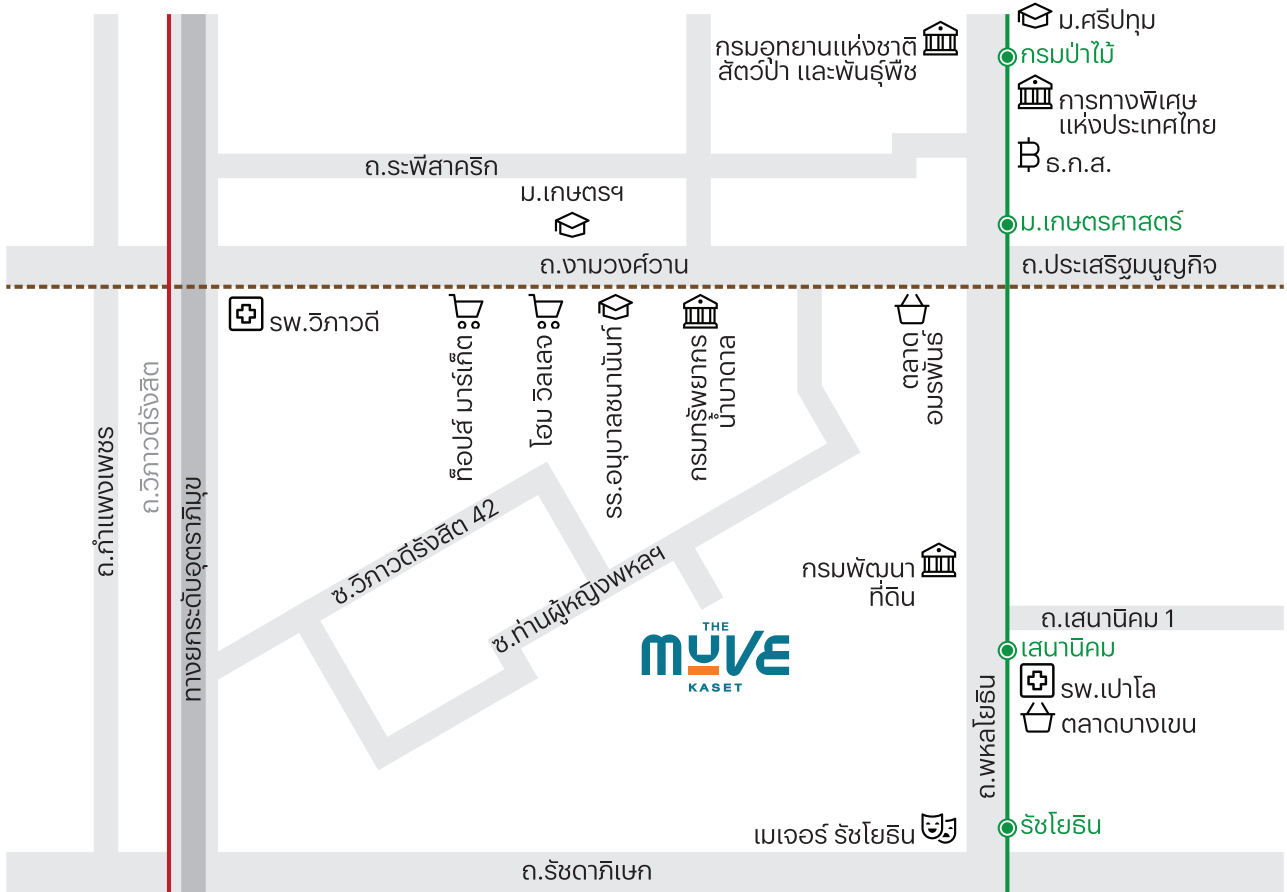 ม.ศรีปทุม
กรมป่าไม้
กรมอุทยานแห่งชาติ
สัตว์ป่า และพันธุ์พืช
การทางพิเศษ
แห่งประเทศไทย
ธ.ก.ส.
ถ.ระพีสาคริก
ม.เกษตรฯ
ม.เกษตรศาสตร์
ถ.งามวงศ์วาน
ถ.ประเสริฐมนูญกิจ
รพ.วิภาวดี
ท็อปส์ มาร์เก็ต
โฮม วิลเลจ
รร.อนุบาลชนานันท์
กรมทรัพยากร
น้ำบาดาล
ตลาด
อมรพันธ์
ถ.กำแพงเพชร
ถ.วิภาวดีรังสิต
ทางยกระดับอุตราภิมุข
ซ.วิภาวดีรังสิต 42
ซ.ท่านผู้หญิงพหลฯ
กรมพัฒนา
ที่ดิน
THE
MUVE
KASET
ถ.เสนานิคม 1
เสนานิคม
รพ.เปาโล
ตลาดบางเขน
ถ.พหลโยธิน
เมเจอร์ รัชโยธิน
รัชโยธิน
ถ.รัชดาภิเษก